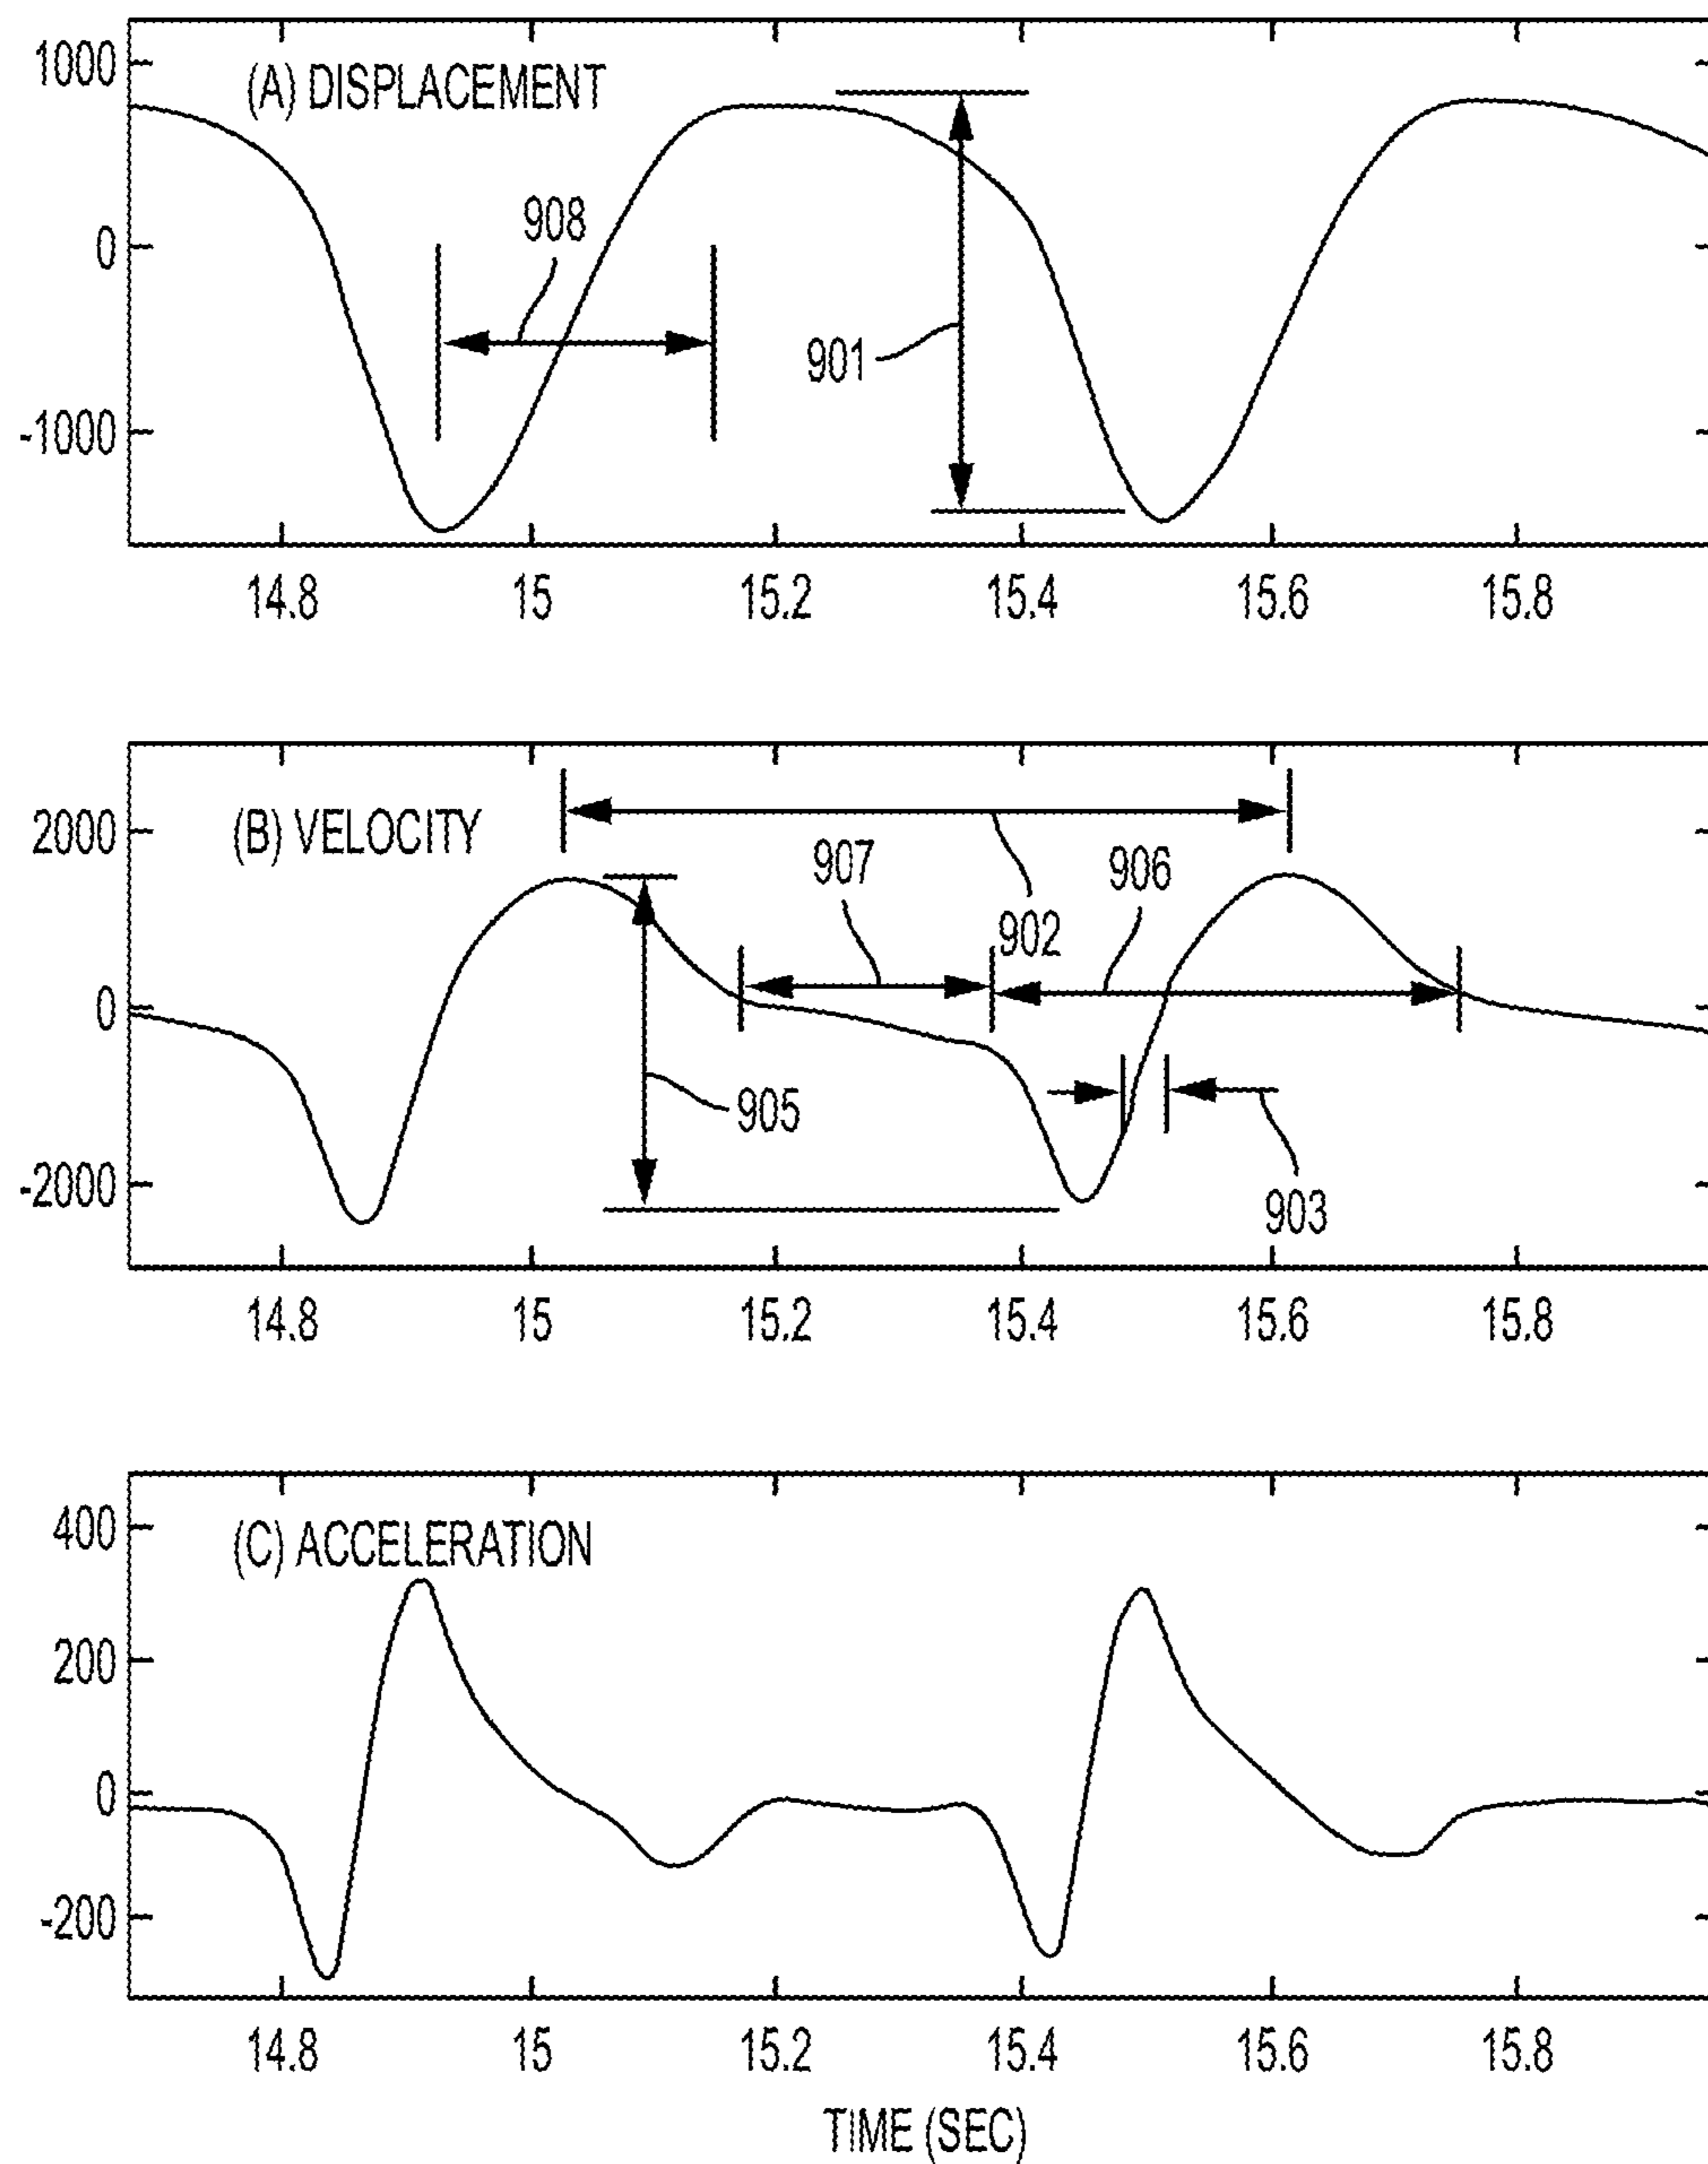 1000
(A) DISPLACEMENT
908
0
901
-1000
14.8 15 15.2 15.4 15.6 15.8
2000
(B) VELOCITY
907
906
902
0
905
-2000
903
14.8 15 15.2 15.4 15.6 15.8
400
(C) ACCELERATION
200
0
-200
14.8 15 15.2 15.4 15.6 15.8
TIME (SEC)